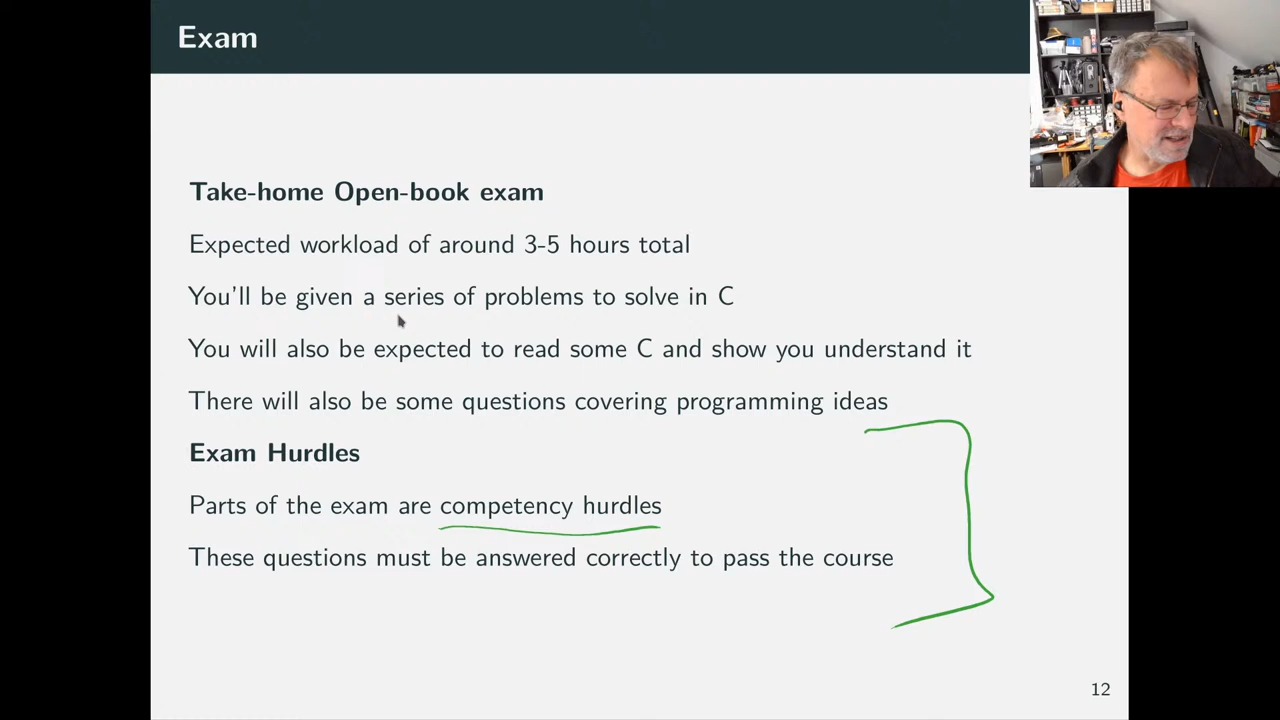 Exam
Take-home Open-book exam
Expected workload of around 3-5 hours total
You'll be given a series of problems to solve in C
You will also be expected to read some C and show you understand it
There will also be some questions covering programming ideas
Exam Hurdles
Parts of the exam are competency hurdles
These questions must be answered correctly to pass the course
12